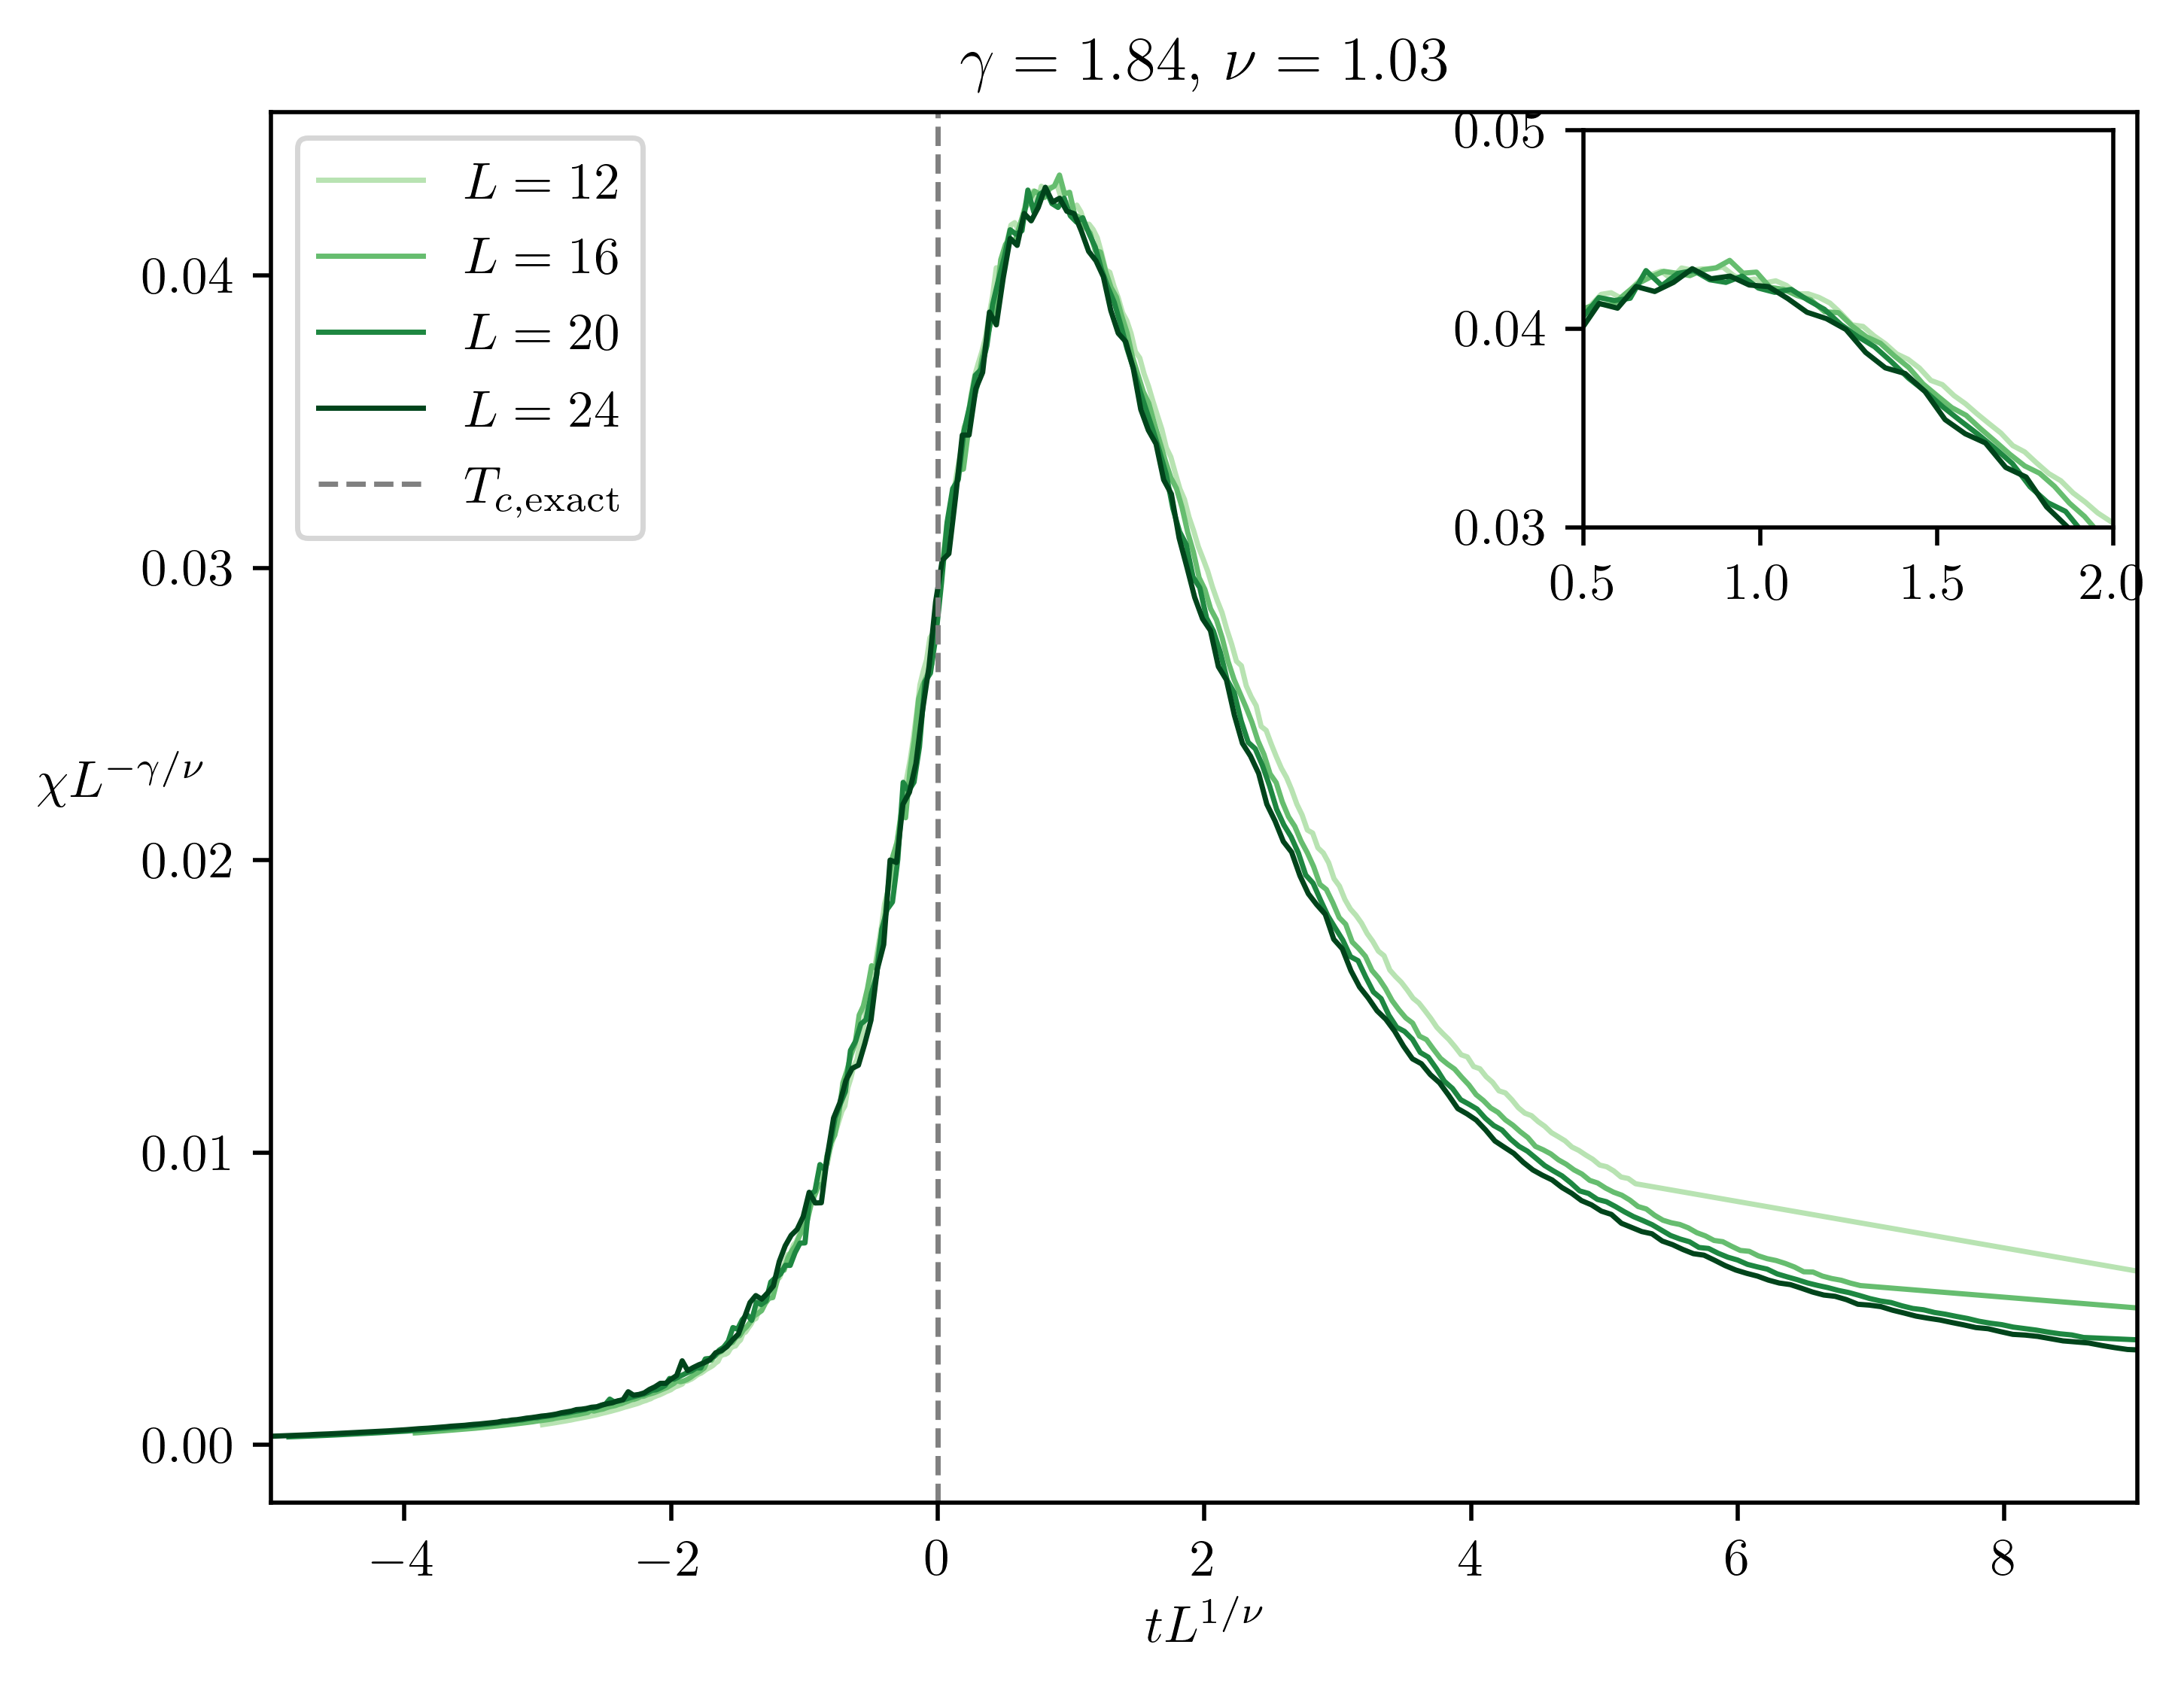 γ = 1.84, ν = 1.03
L = 12
L = 16
L = 20
L = 24
T_{c,exact}
0.05
0.04
0.03
0.5 1.0 1.5 2.0
0.04
0.03
0.02
0.01
0.00
χL^{−γ/ν}
−4 −2 0 2 4 6 8
tL^{1/ν}